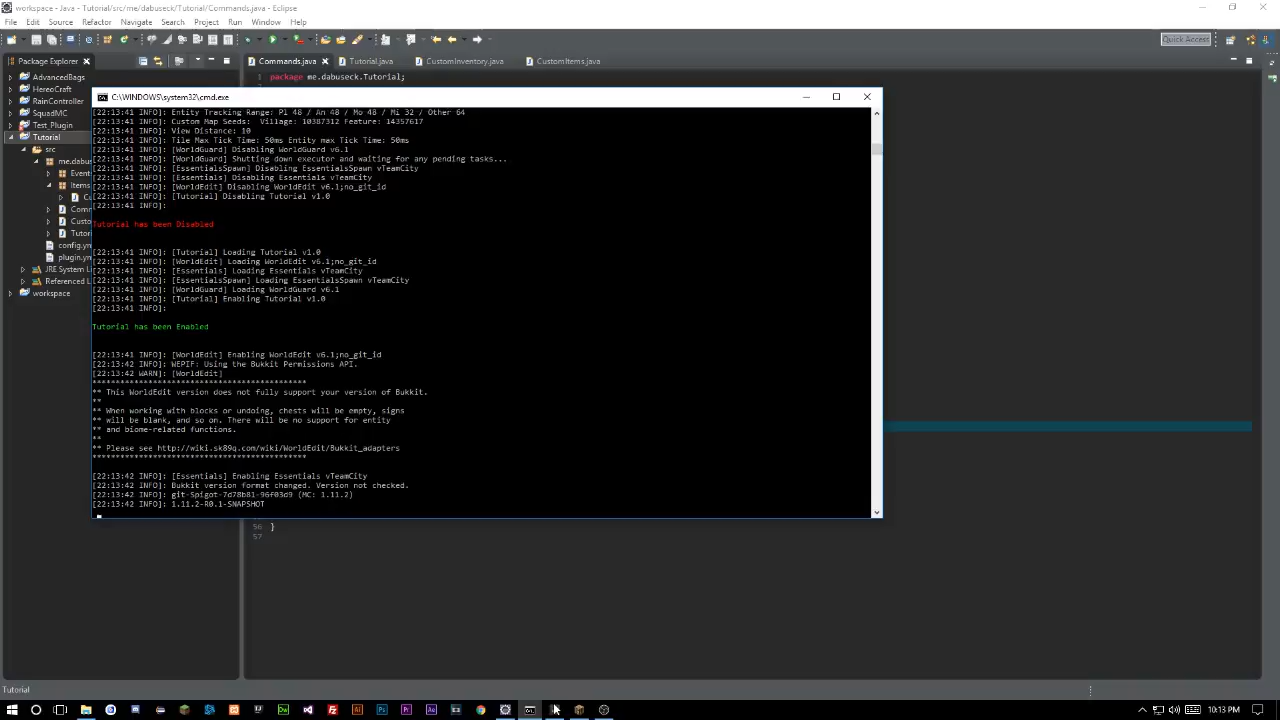 workspace - Java - Tutorial/src/me/dabuseck/Tutorial/Commands.java - Eclipse
File Edit Source Refactor Navigate Search Project Run Window Help
Quick Access
Package Explorer
Commands.java Tutorial.java CustomInventory.java CustomItems.java
AdvancedBags
HereoCraft
RainController
SquadMC
Test_Plugin
Tutorial
src
me.dabus
Event
Items
Cu
Com
Custo
Tutor
config.ym
plugin.ym
JRE System L
Referenced L
workspace
1 package me.dabuseck.Tutorial;
C:\WINDOWS\system32\cmd.exe
[22:13:41 INFO]: Entity Tracking Range: Pl 48 / An 48 / Mo 48 / Mi 32 / Other 64
[22:13:41 INFO]: Custom Map Seeds:  Village: 10387312 Feature: 14357617
[22:13:41 INFO]: View Distance: 10
[22:13:41 INFO]: Tile Max Tick Time: 50ms Entity max Tick Time: 50ms
[22:13:41 INFO]: [WorldGuard] Disabling WorldGuard v6.1
[22:13:41 INFO]: [WorldGuard] Shutting down executor and waiting for any pending tasks...
[22:13:41 INFO]: [EssentialsSpawn] Disabling EssentialsSpawn vTeamCity
[22:13:41 INFO]: [Essentials] Disabling Essentials vTeamCity
[22:13:41 INFO]: [WorldEdit] Disabling WorldEdit v6.1;no_git_id
[22:13:41 INFO]: [Tutorial] Disabling Tutorial v1.0
[22:13:41 INFO]:
Tutorial has been Disabled
[22:13:41 INFO]: [Tutorial] Loading Tutorial v1.0
[22:13:41 INFO]: [WorldEdit] Loading WorldEdit v6.1;no_git_id
[22:13:41 INFO]: [Essentials] Loading Essentials vTeamCity
[22:13:41 INFO]: [EssentialsSpawn] Loading EssentialsSpawn vTeamCity
[22:13:41 INFO]: [WorldGuard] Loading WorldGuard v6.1
[22:13:41 INFO]: [Tutorial] Enabling Tutorial v1.0
[22:13:41 INFO]:
Tutorial has been Enabled
[22:13:41 INFO]: [WorldEdit] Enabling WorldEdit v6.1;no_git_id
[22:13:42 INFO]: WEPIF: Using the Bukkit Permissions API.
[22:13:42 WARN]: [WorldEdit]
**********************************************
** This WorldEdit version does not fully support your version of Bukkit.
**
** When working with blocks or undoing, chests will be empty, signs
** will be blank, and so on. There will be no support for entity
** and biome-related functions.
**
** Please see http://wiki.sk89q.com/wiki/WorldEdit/Bukkit_adapters
**********************************************
[22:13:42 INFO]: [Essentials] Enabling Essentials vTeamCity
[22:13:42 INFO]: Bukkit version format changed. Version not checked.
[22:13:42 INFO]: git-Spigot-7d78b81-96f03d9 (MC: 1.11.2)
[22:13:42 INFO]: 1.11.2-R0.1-SNAPSHOT
56 }
57
Tutorial
10:13 PM